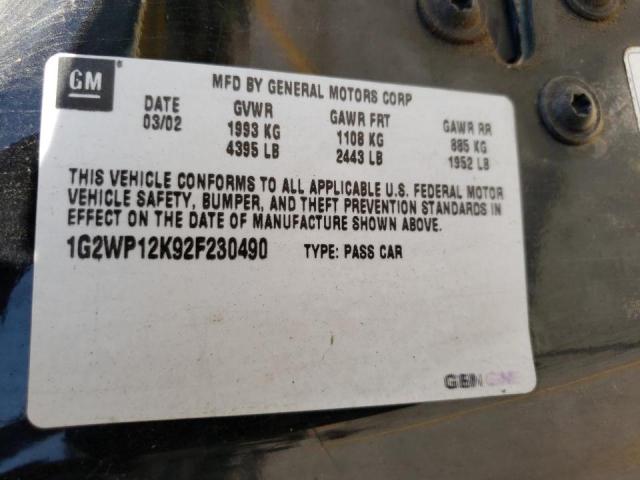 GM
MFD BY GENERAL MOTORS CORP
DATE GVWR GAWR FRT GAWR RR
03/02 1993 KG 1108 KG 885 KG
4395 LB 2443 LB 1952 LB
THIS VEHICLE CONFORMS TO ALL APPLICABLE U.S. FEDERAL MOTOR
VEHICLE SAFETY, BUMPER, AND THEFT PREVENTION STANDARDS IN
EFFECT ON THE DATE OF MANUFACTURE SHOWN ABOVE.
1G2WP12K92F230490 TYPE: PASS CAR